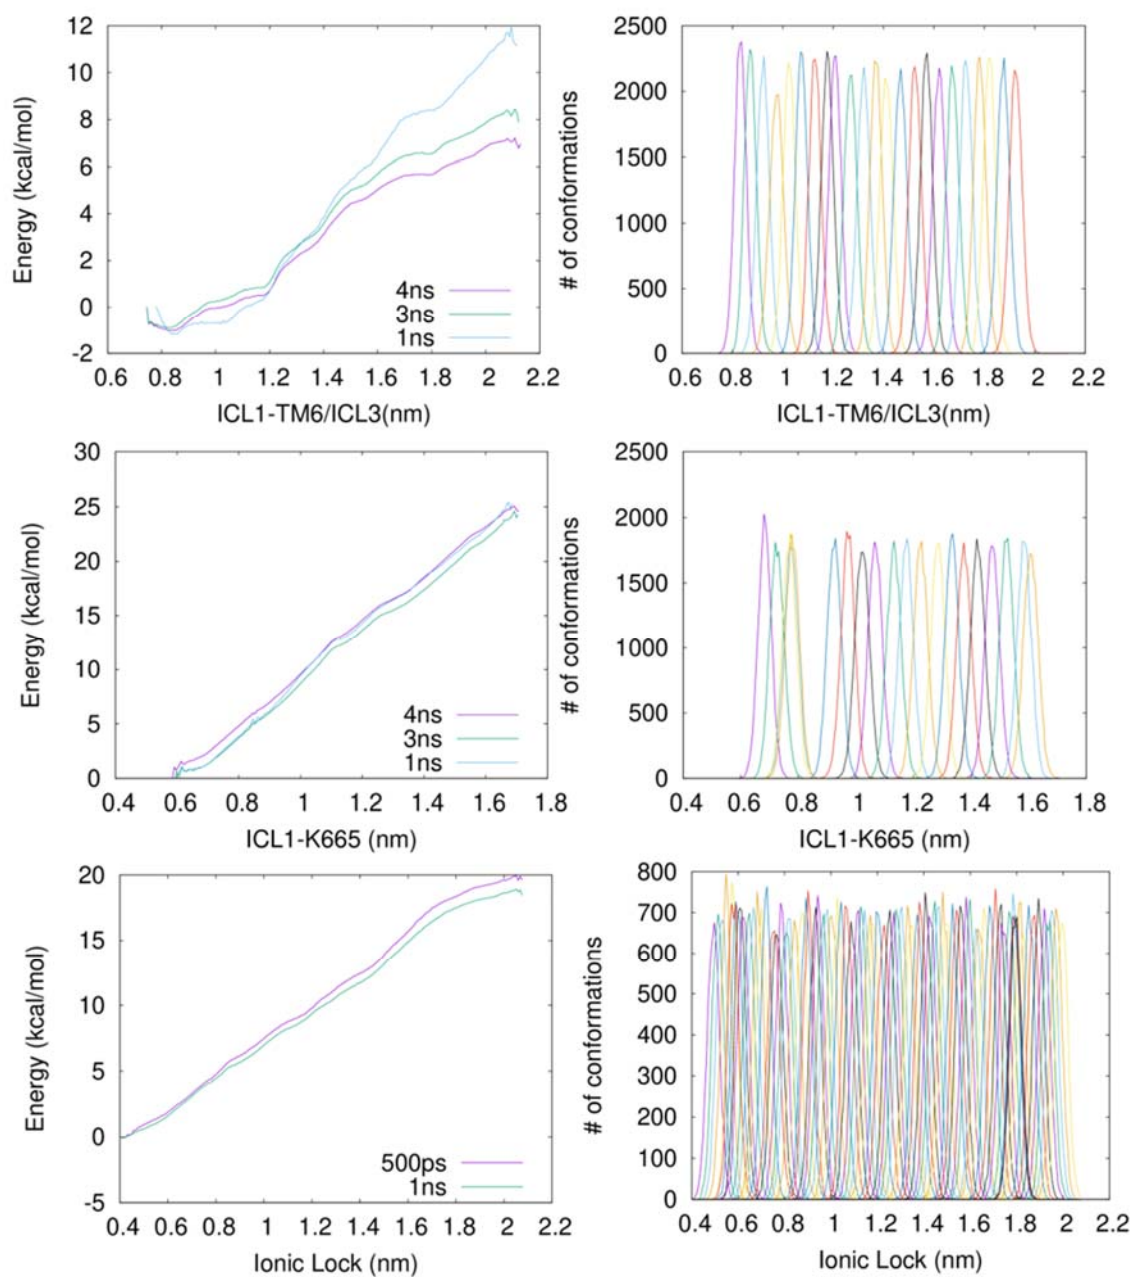 12
10
8
6
4
2
0
-2
Energy (kcal/mol)
4ns
3ns
1ns
0.6 0.8 1 1.2 1.4 1.6 1.8 2 2.2
ICL1-TM6/ICL3(nm)
2500
2000
1500
1000
500
0
# of conformations
0.6 0.8 1 1.2 1.4 1.6 1.8 2 2.2
ICL1-TM6/ICL3(nm)
30
25
20
15
10
5
0
Energy (kcal/mol)
4ns
3ns
1ns
0.4 0.6 0.8 1 1.2 1.4 1.6 1.8
ICL1-K665 (nm)
2500
2000
1500
1000
500
0
# of conformations
0.4 0.6 0.8 1 1.2 1.4 1.6 1.8
ICL1-K665 (nm)
20
15
10
5
0
-5
Energy (kcal/mol)
500ps
1ns
0.4 0.6 0.8 1 1.2 1.4 1.6 1.8 2 2.2
Ionic Lock (nm)
800
700
600
500
400
300
200
100
0
# of conformations
0.4 0.6 0.8 1 1.2 1.4 1.6 1.8 2 2.2
Ionic Lock (nm)